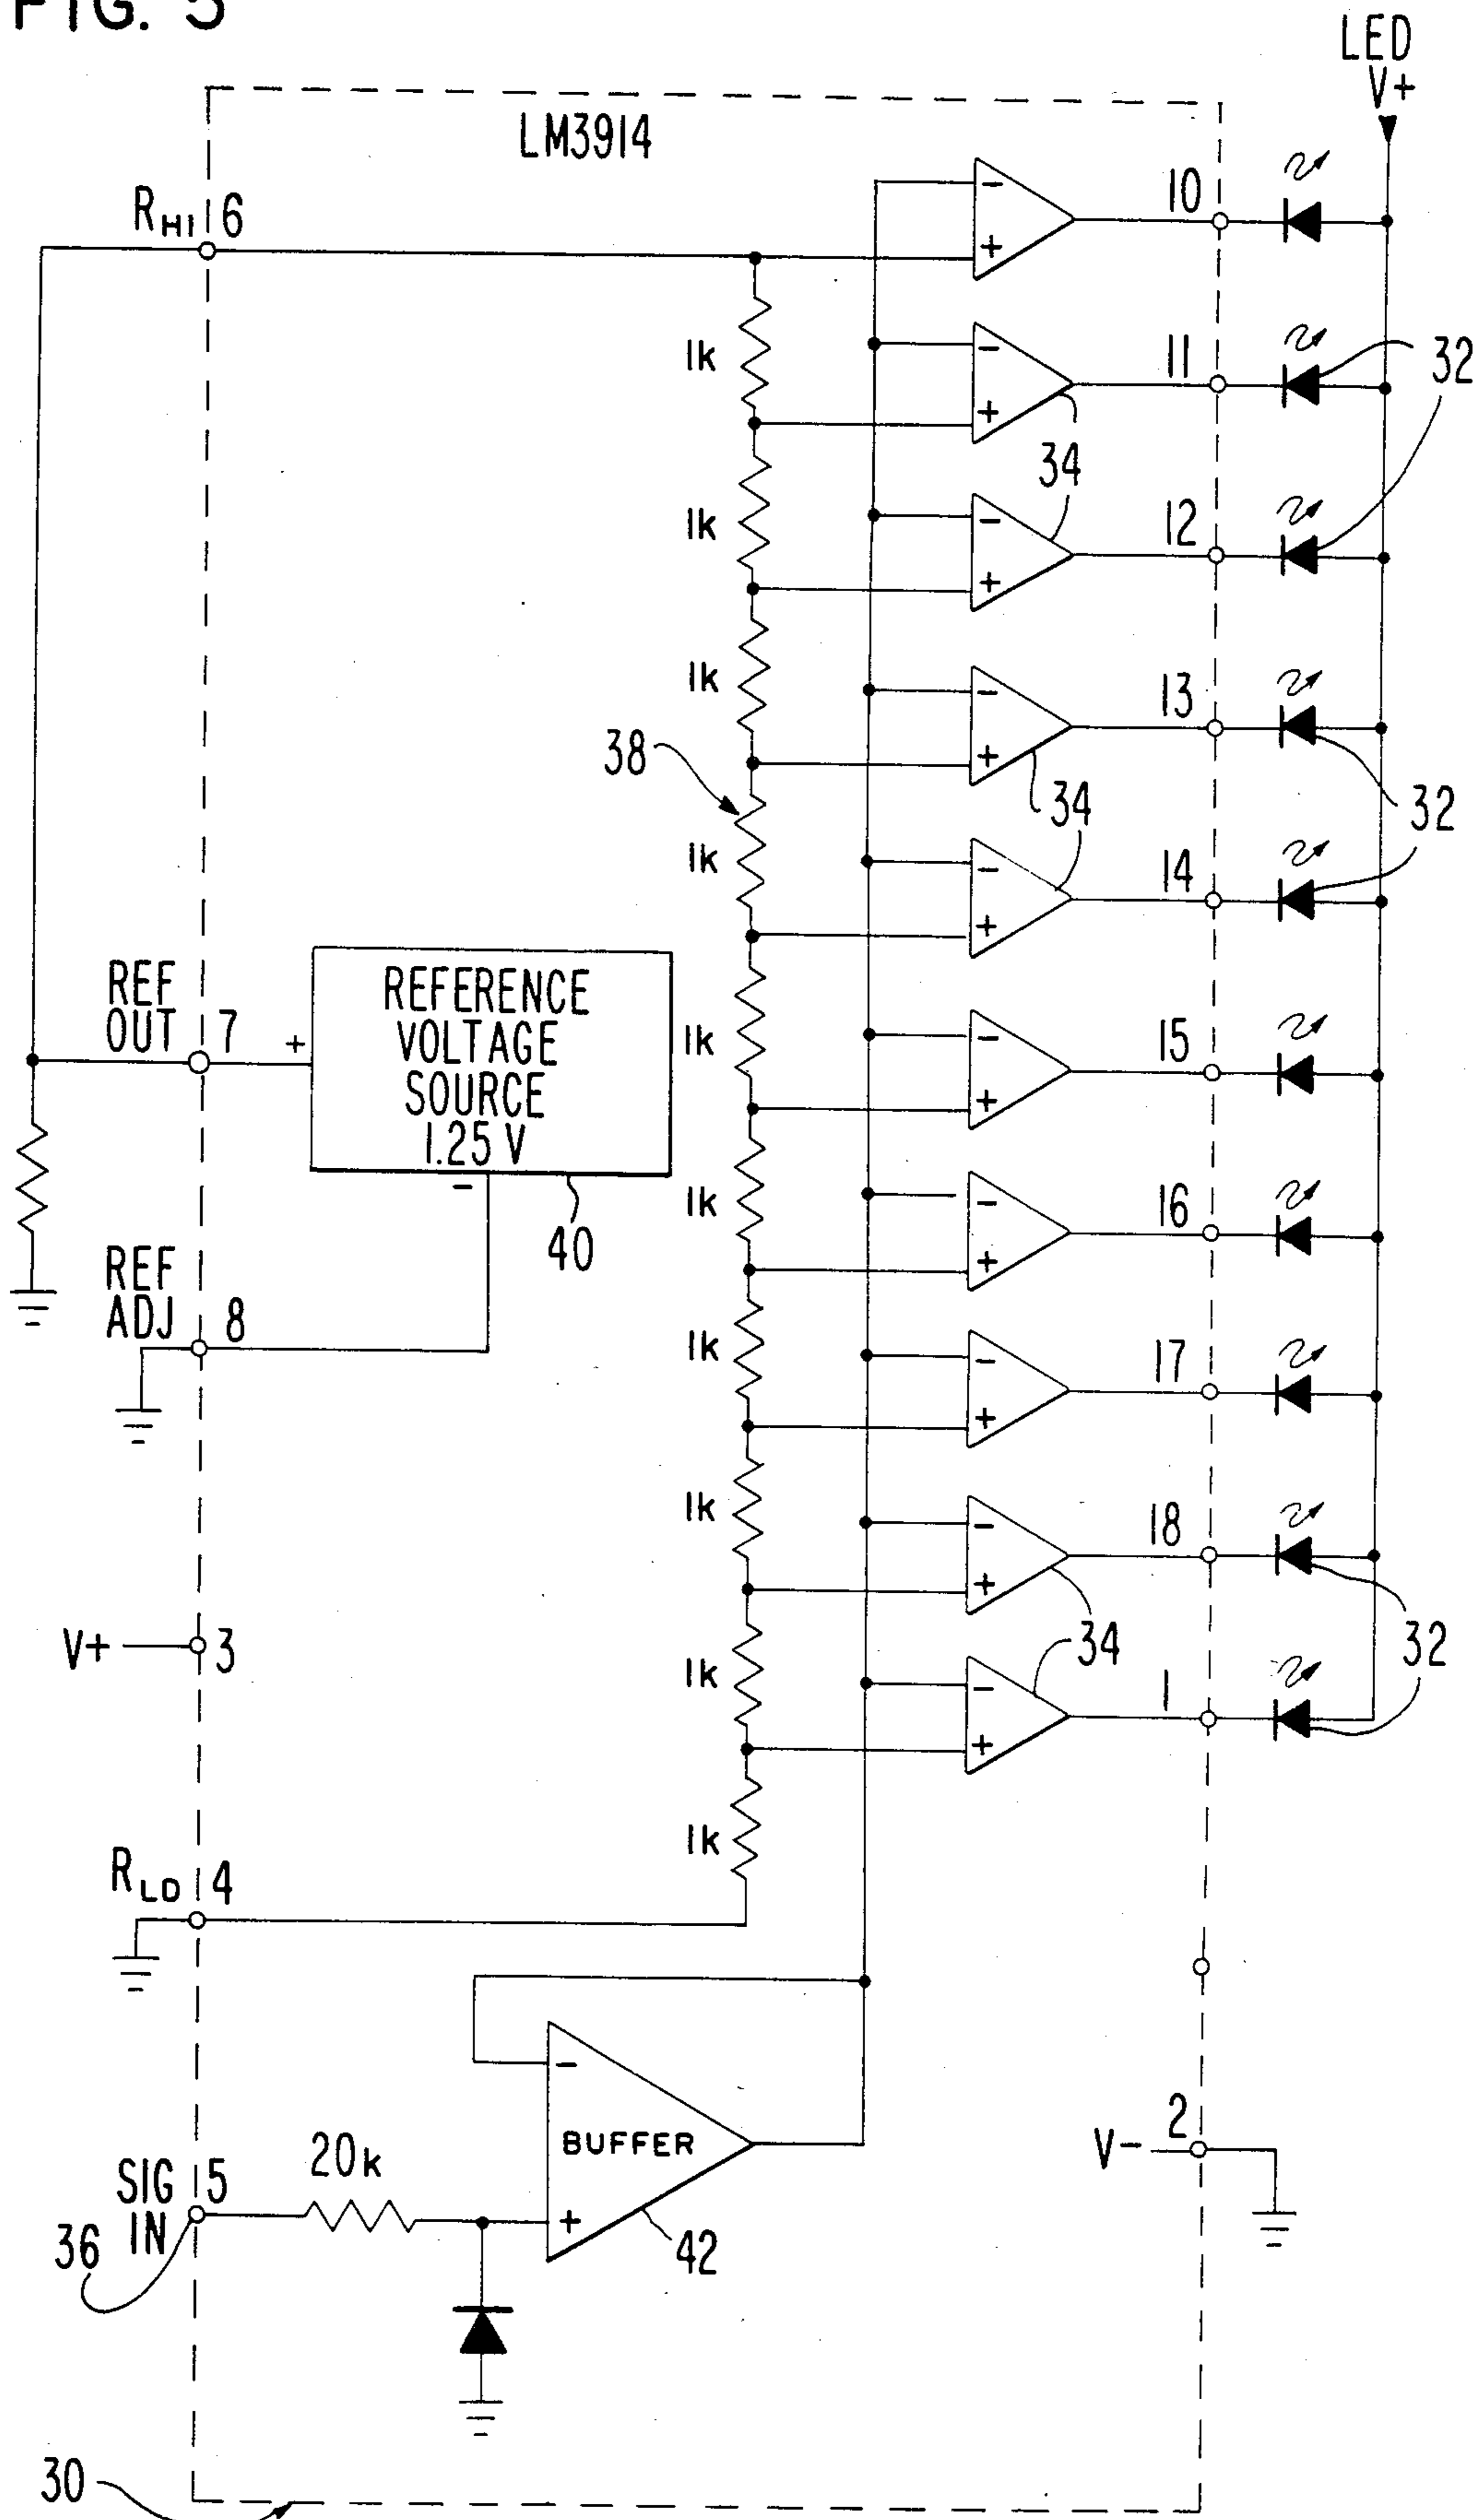 FIG. 5
LED
V+
LM3914
RHI 6
10
11
12
13
14
15
16
17
18
1
32
32
32
32
34
34
34
1k
1k
1k
1k
1k
1k
1k
1k
1k
1k
38
REF
OUT 7
+
REFERENCE
VOLTAGE
SOURCE
1.25 V
-
40
REF
ADJ 8
V+ 3
RLO 4
- +
- +
- +
- +
- +
- +
- +
- +
- +
- +
-
BUFFER
+
42
20k
SIG 5
IN
36
V- 2
30